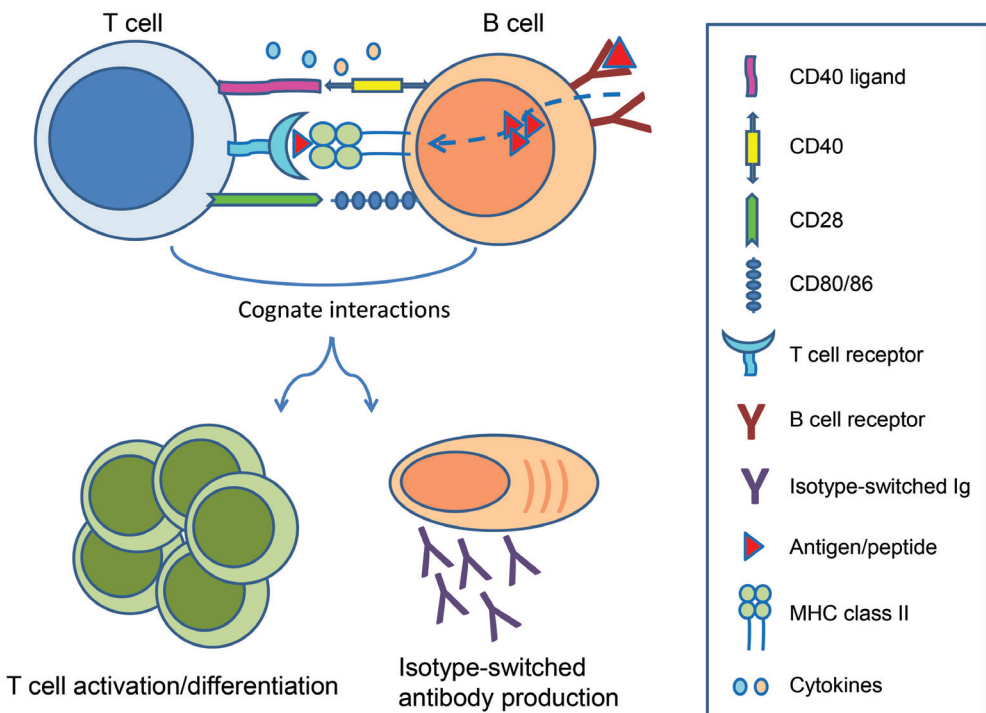 T cell
B cell
Cognate interactions
T cell activation/differentiation
Isotype-switched
antibody production
CD40 ligand
CD40
CD28
CD80/86
T cell receptor
B cell receptor
Isotype-switched Ig
Antigen/peptide
MHC class II
Cytokines